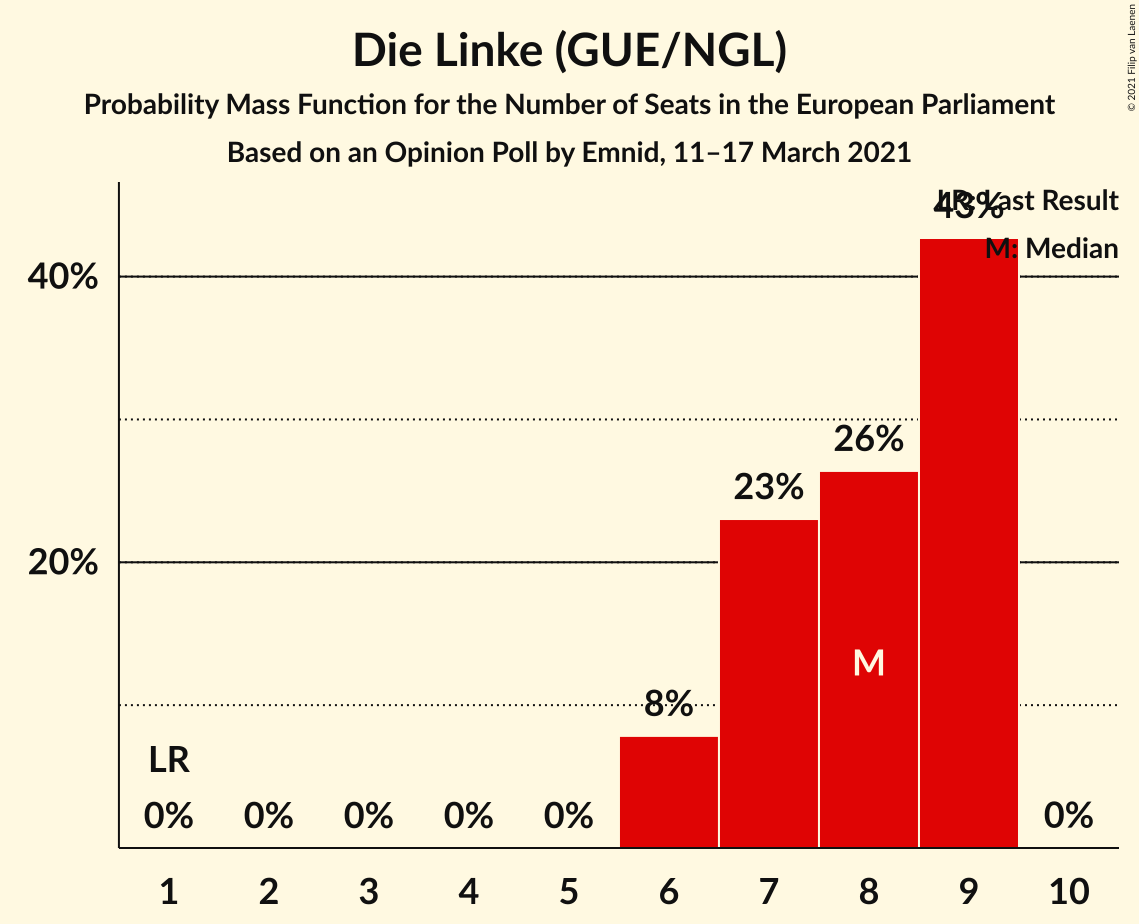 Die Linke (GUE/NGL)
Probability Mass Function for the Number of Seats in the European Parliament
Based on an Opinion Poll by Emnid, 11–17 March 2021
© 2021 Filip van Laenen
LR: Last Result
M: Median
43%
40%
26%
23%
20%
M
8%
LR
0% 0% 0% 0% 0% 0%
1 2 3 4 5 6 7 8 9 10